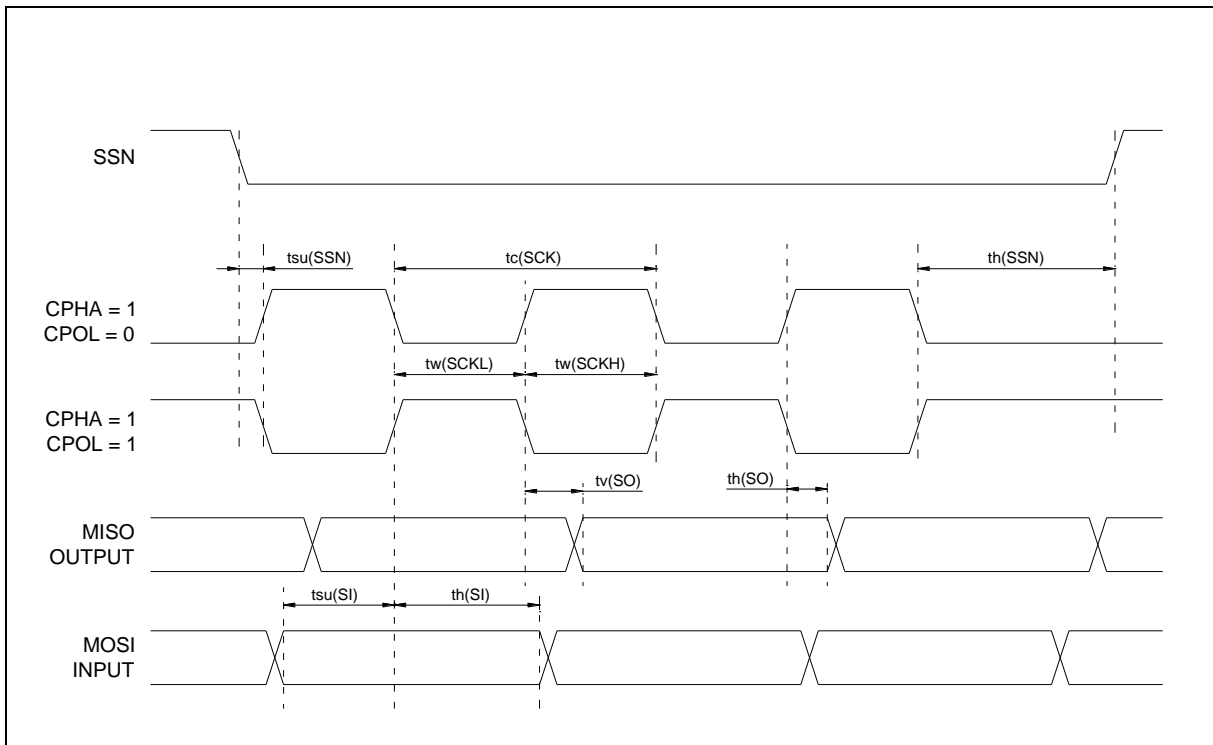 SSN
tsu(SSN)
tc(SCK)
th(SSN)
CPHA = 1
CPOL = 0
tw(SCKL)
tw(SCKH)
CPHA = 1
CPOL = 1
tv(SO)
th(SO)
MISO
OUTPUT
tsu(SI)
th(SI)
MOSI
INPUT